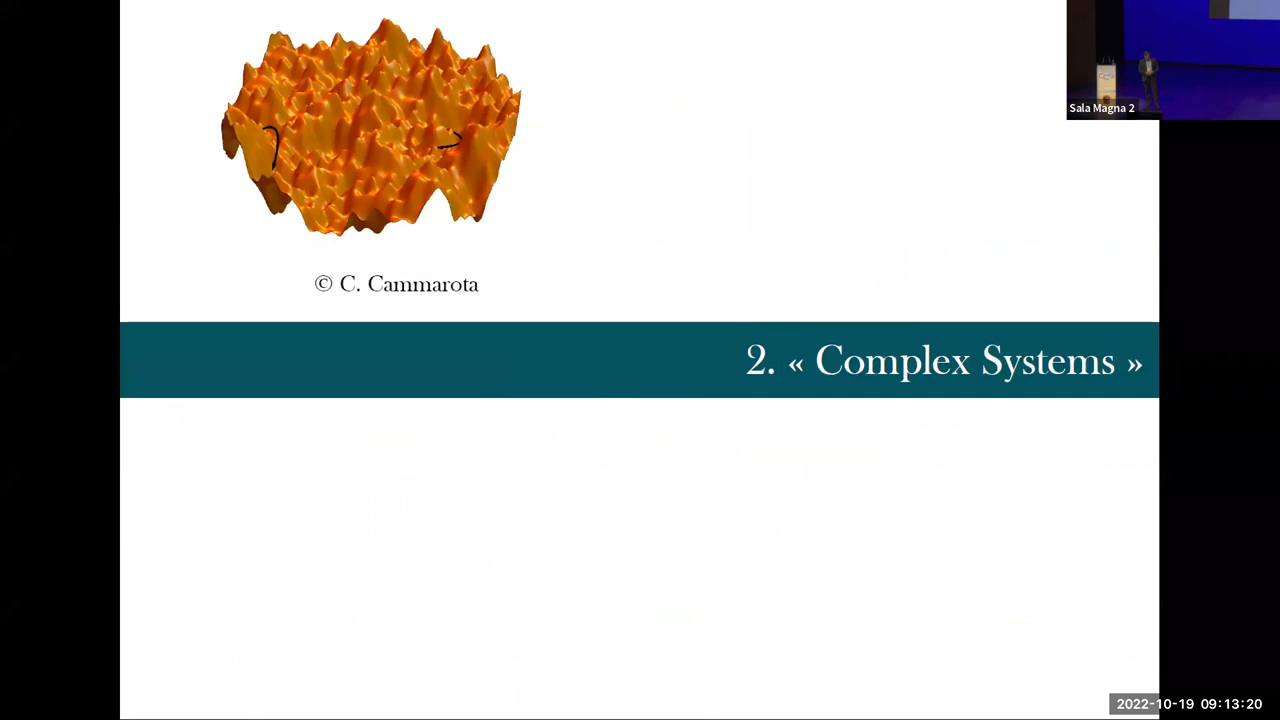 Sala Magna 2
© C. Cammarota
2. « Complex Systems »
2022-10-19 09:13:20